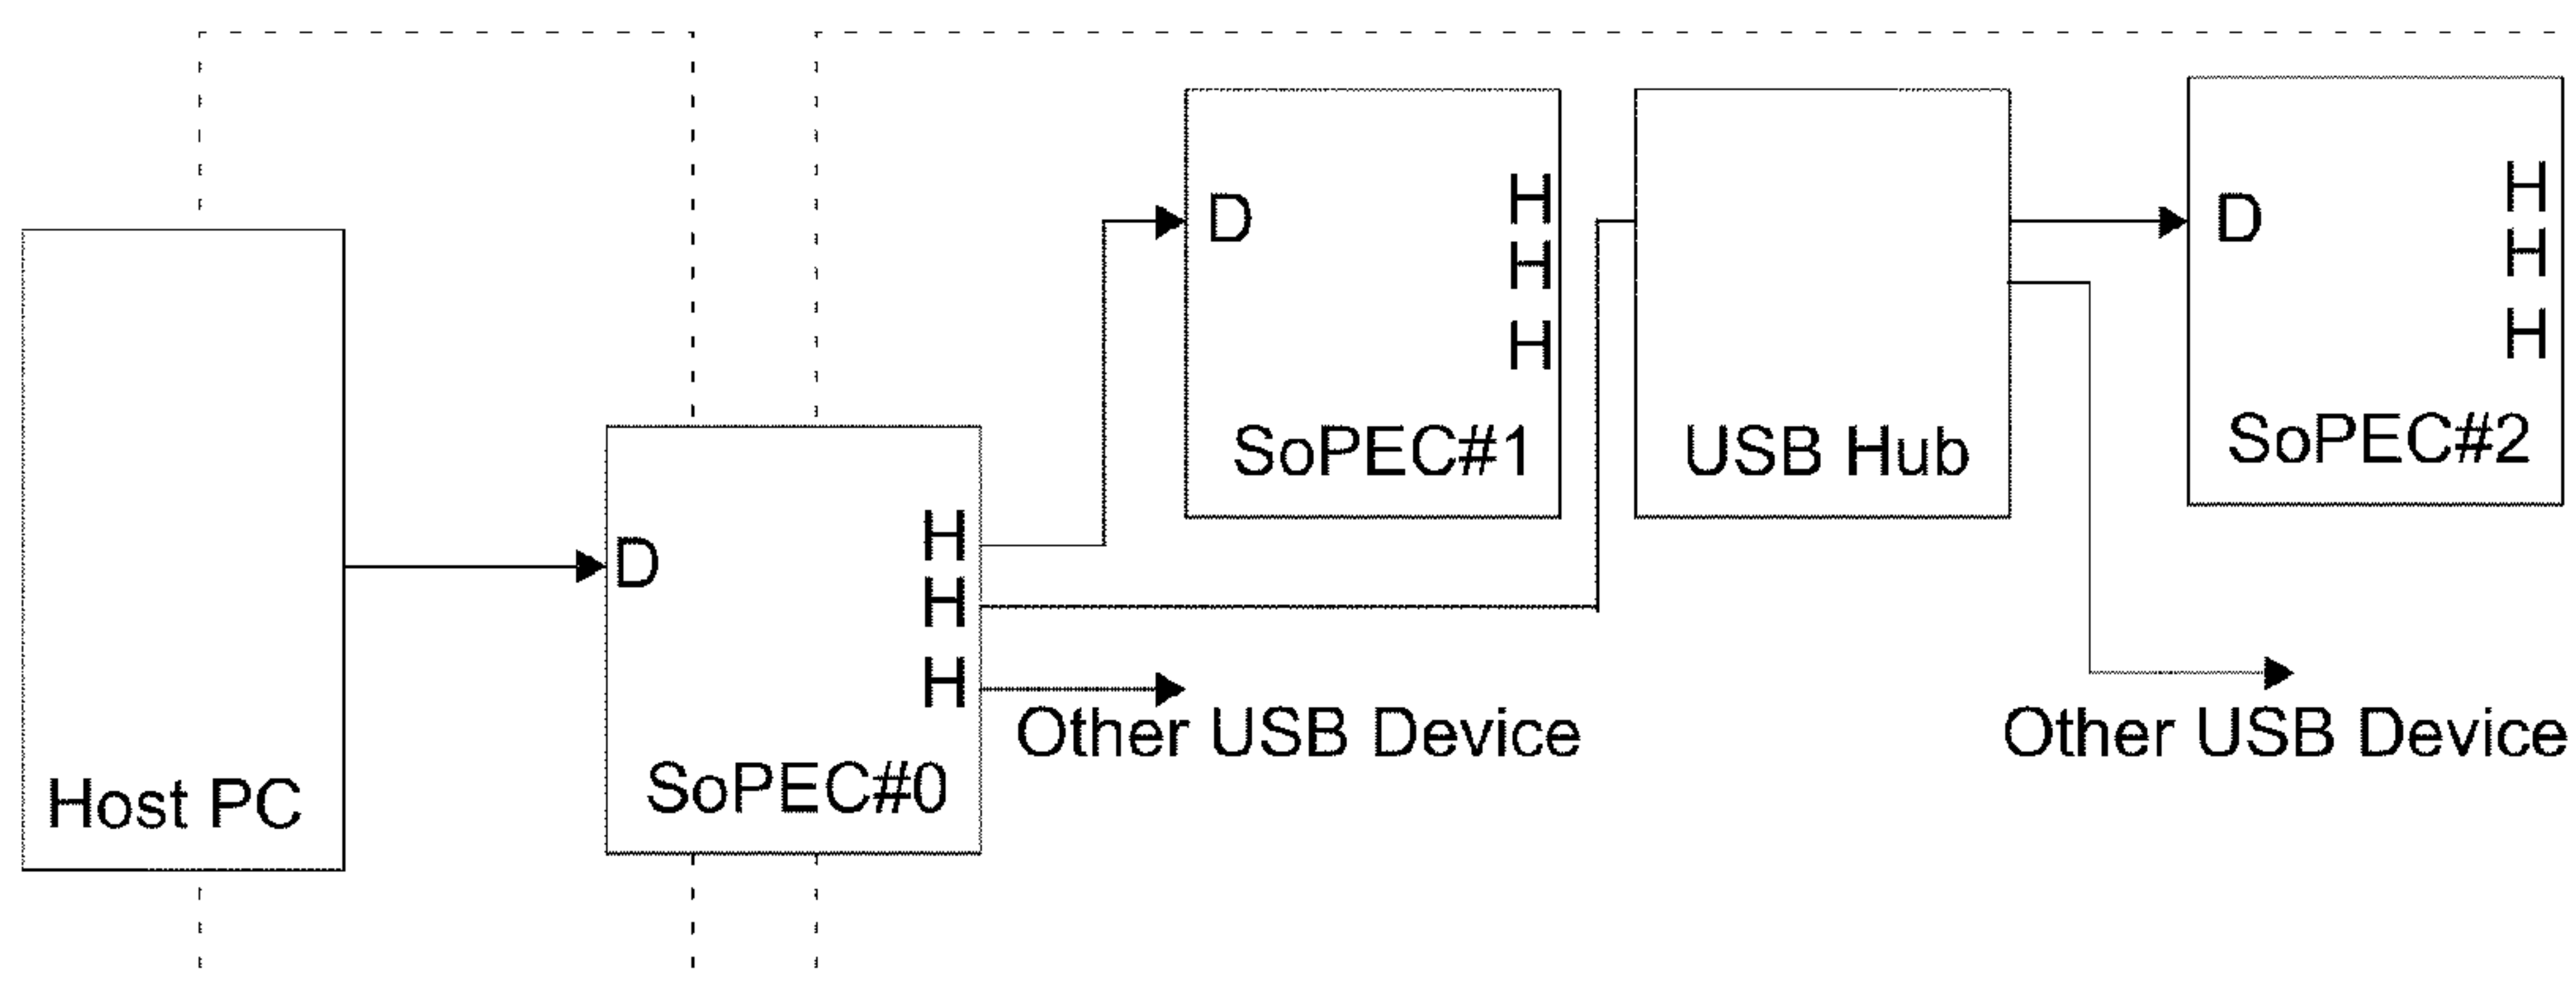 D
H
H
H
SoPEC#1
USB Hub
D
H
H
H
SoPEC#2
Host PC
D
H
H
H
SoPEC#0
Other USB Device
Other USB Device